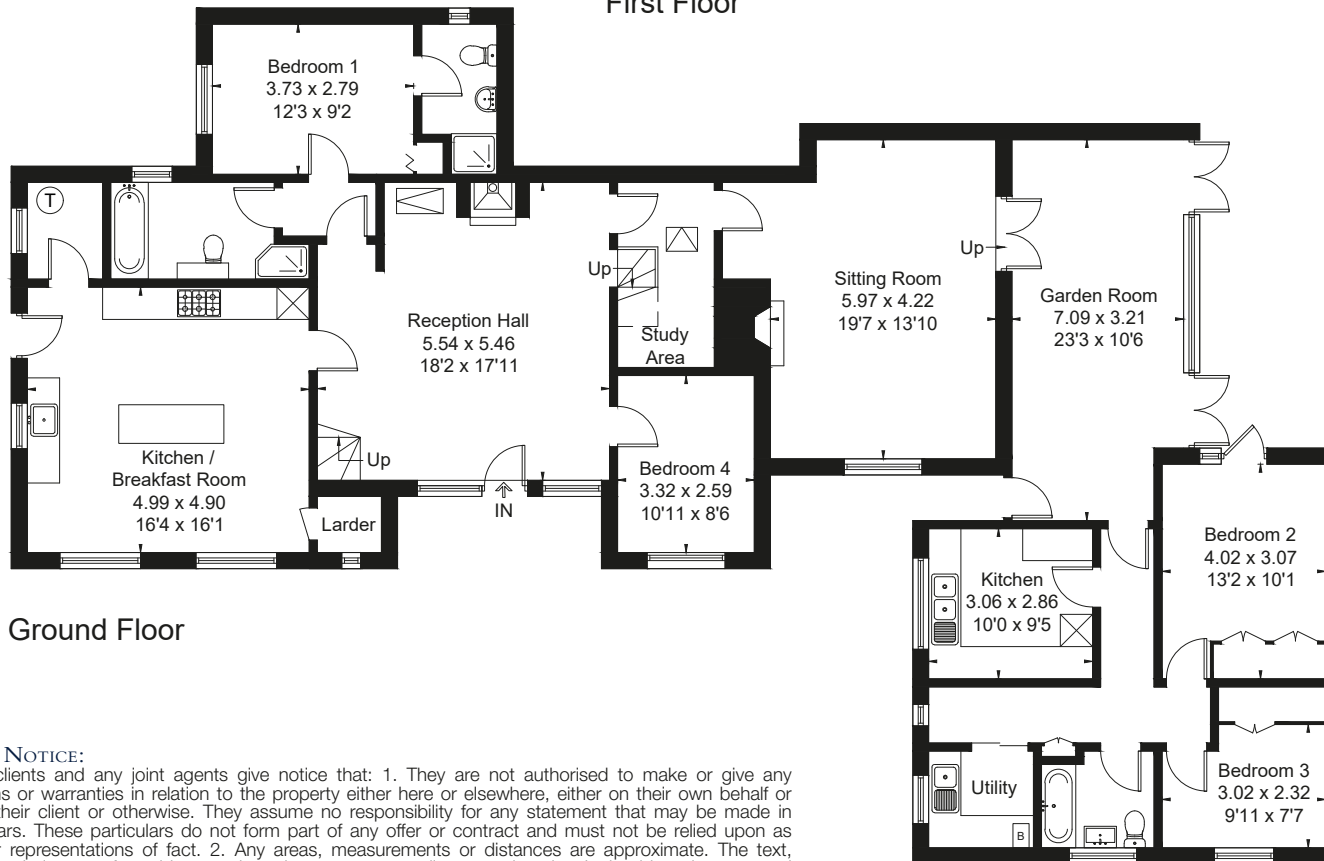 First Floor
Bedroom 1
3.73 x 2.79
12'3 x 9'2
T
Reception Hall
5.54 x 5.46
18'2 x 17'11
Up
Study
Area
Sitting Room
5.97 x 4.22
19'7 x 13'10
Up
Garden Room
7.09 x 3.21
23'3 x 10'6
Kitchen /
Breakfast Room
4.99 x 4.90
16'4 x 16'1
Up
IN
Larder
Bedroom 4
3.32 x 2.59
10'11 x 8'6
Bedroom 2
4.02 x 3.07
13'2 x 10'1
Kitchen
3.06 x 2.86
10'0 x 9'5
Utility
B
Bedroom 3
3.02 x 2.32
9'11 x 7'7
Ground Floor
NOTICE:
clients and any joint agents give notice that: 1. They are not authorised to make or give any
or warranties in relation to the property either here or elsewhere, either on their own behalf or
their client or otherwise. They assume no responsibility for any statement that may be made in
These particulars do not form part of any offer or contract and must not be relied upon as
representations of fact. 2. Any areas, measurements or distances are approximate. The text,